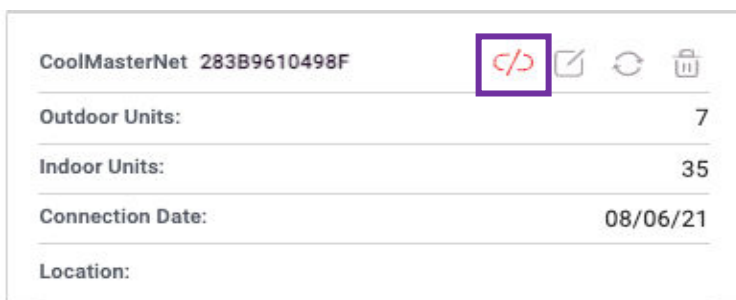 CoolMasterNet 283B9610498F
Outdoor Units: 7
Indoor Units: 35
Connection Date: 08/06/21
Location: